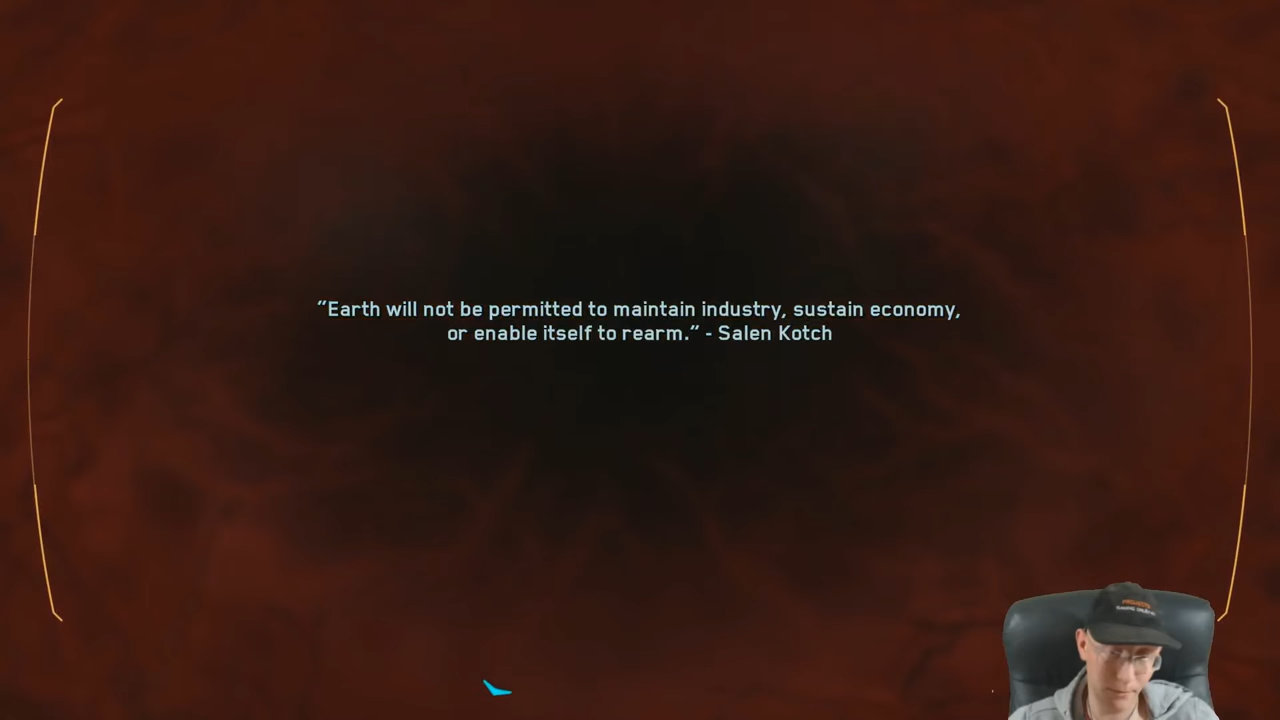 "Earth will not be permitted to maintain industry, sustain economy,
or enable itself to rearm." - Salen Kotch